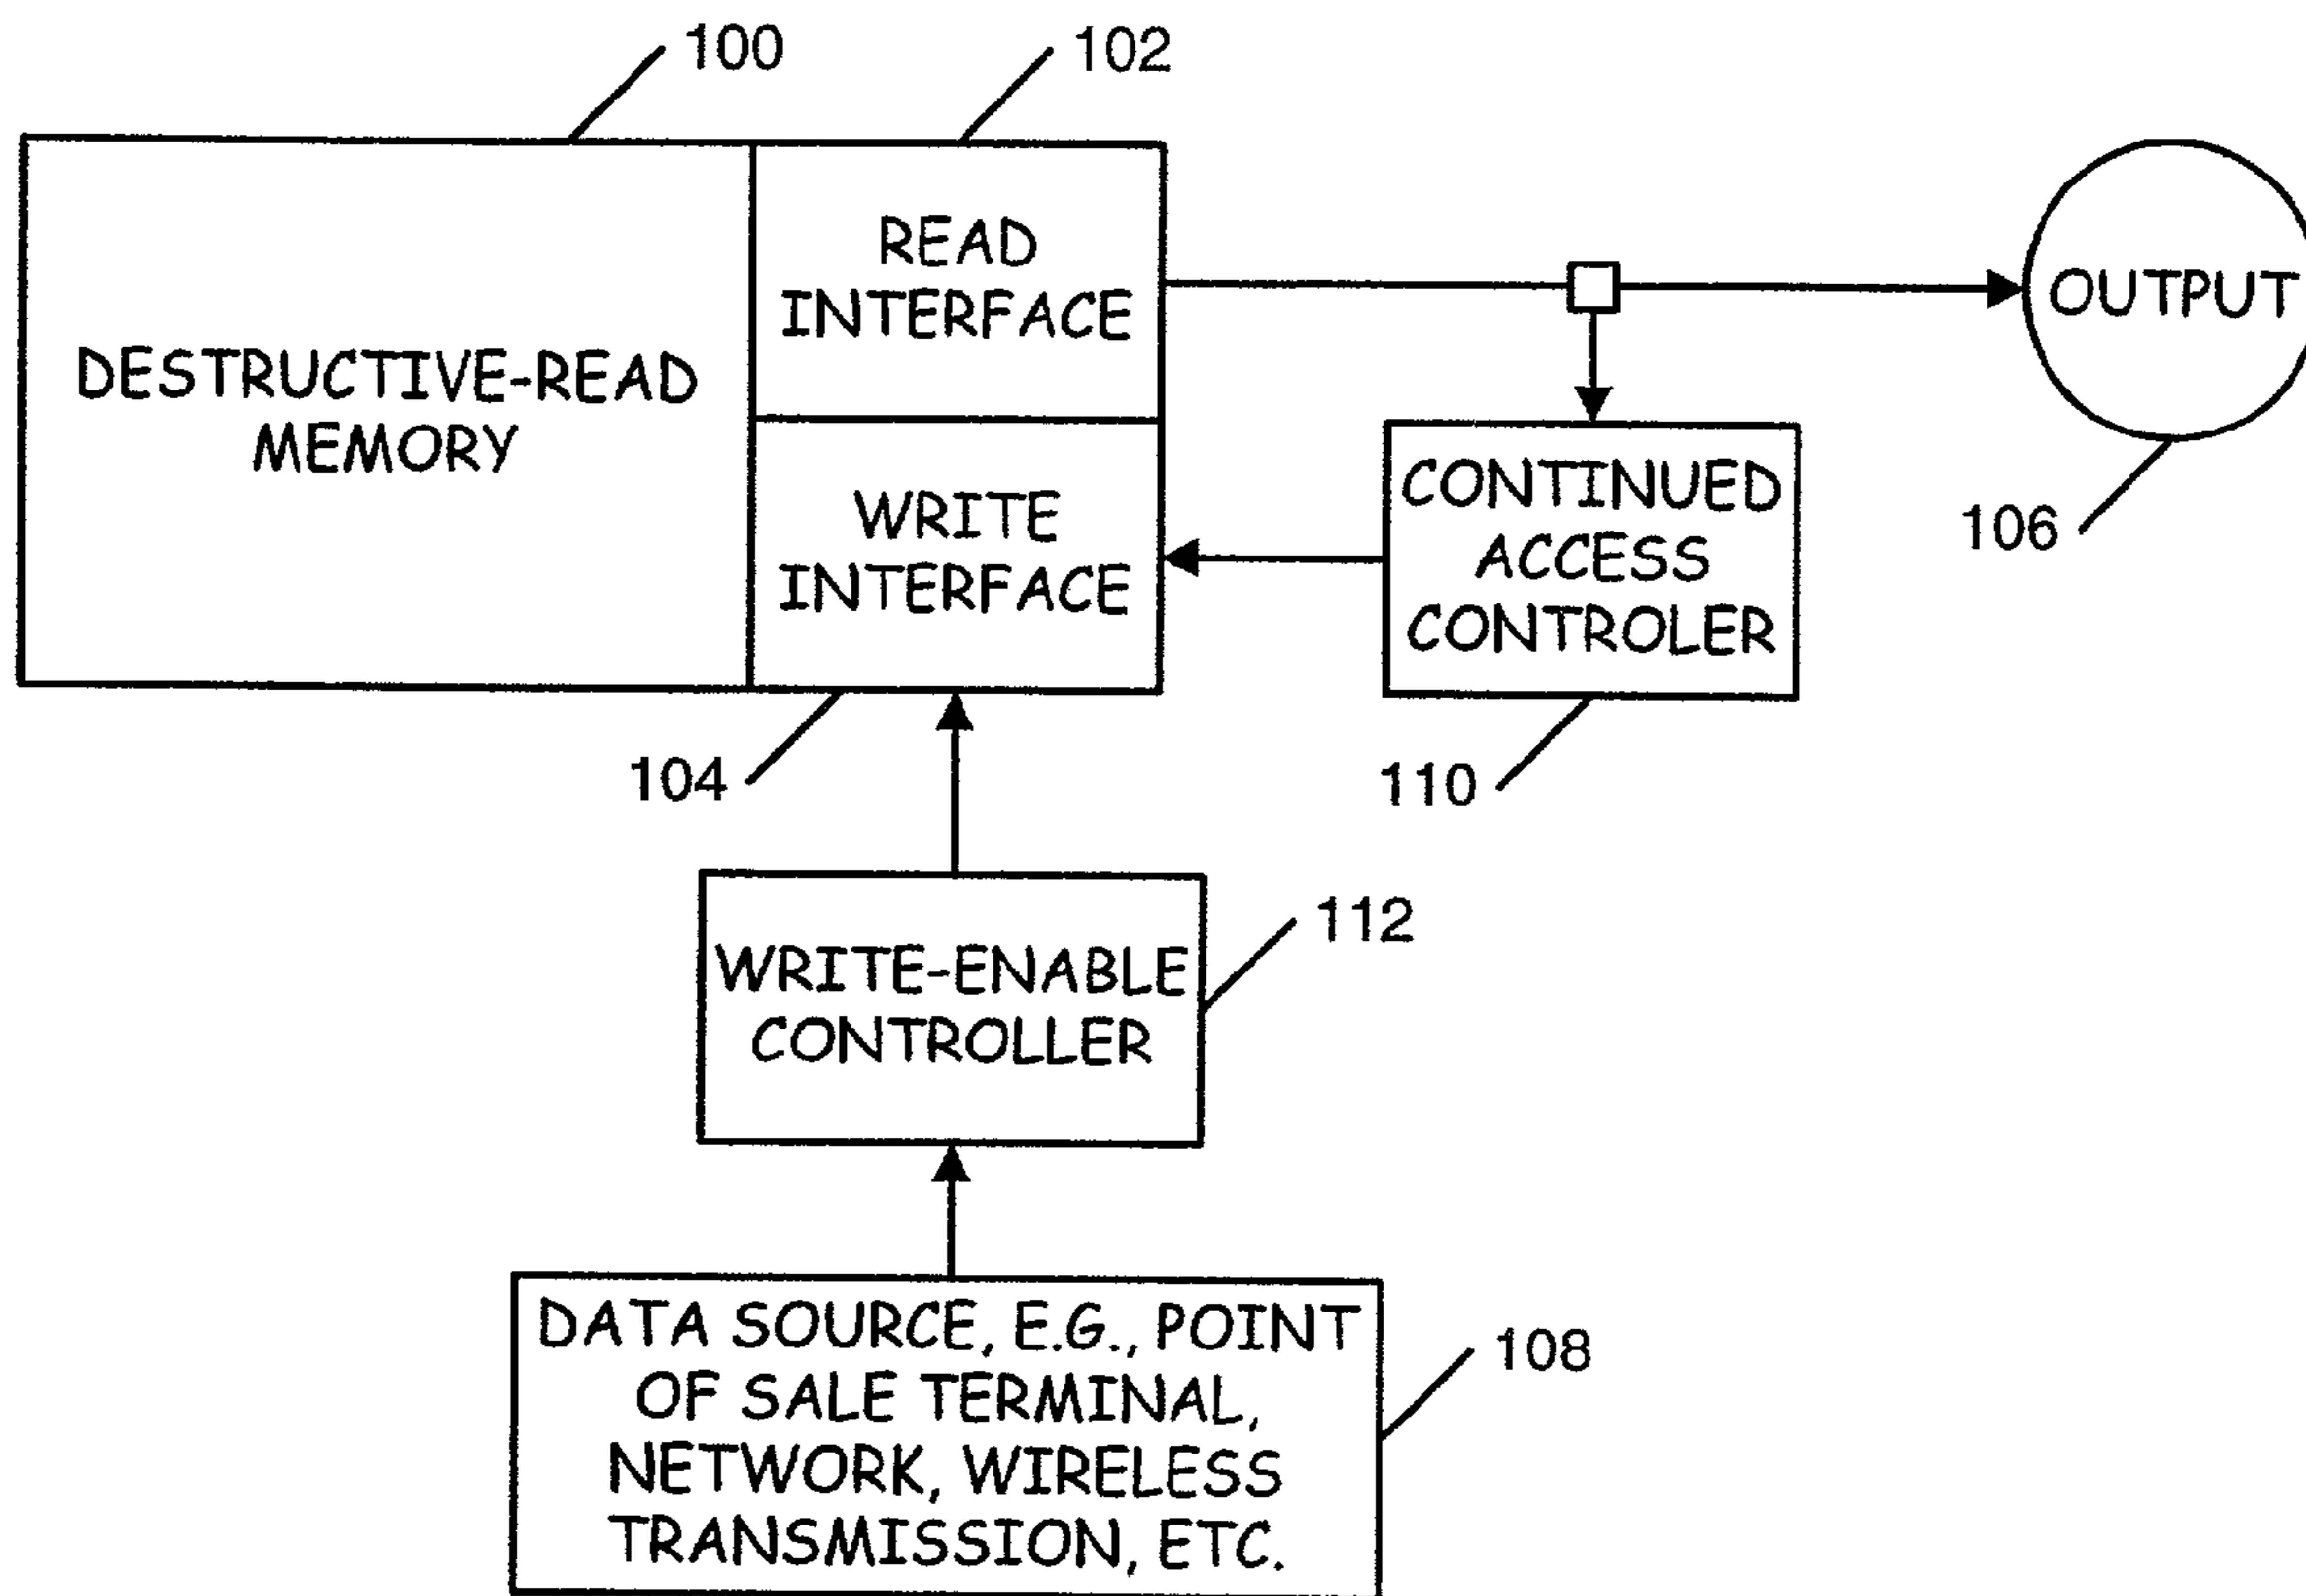 100
102
READ
INTERFACE
OUTPUT
DESTRUCTIVE-READ
MEMORY
CONTINUED
ACCESS
CONTROLER
WRITE
INTERFACE
106
104
110
WRITE-ENABLE
CONTROLLER
112
DATA SOURCE, E.G., POINT
OF SALE TERMINAL,
NETWORK, WIRELESS
TRANSMISSION, ETC.
108